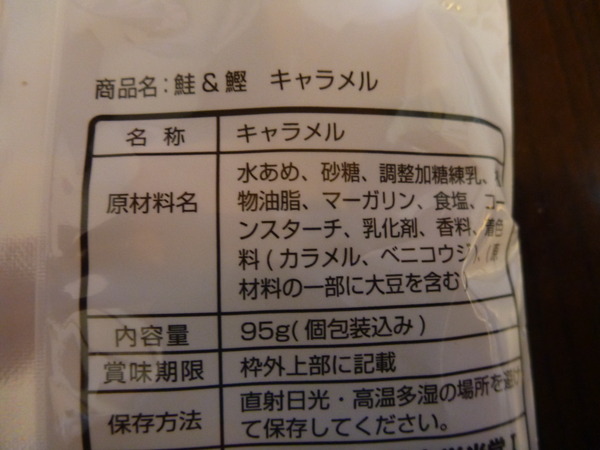 商品名：鮭＆鰹　キャラメル
名 称　キャラメル
原材料名　水あめ、砂糖、調整加糖練乳、
物油脂、マーガリン、食塩、コー
ンスターチ、乳化剤、香料、着色
料(カラメル、ベニコウジ)、(原
材料の一部に大豆を含む)
内容量　95g(個包装込み)
賞味期限　枠外上部に記載
保存方法　直射日光・高温多湿の場所を避け
て保存してください。